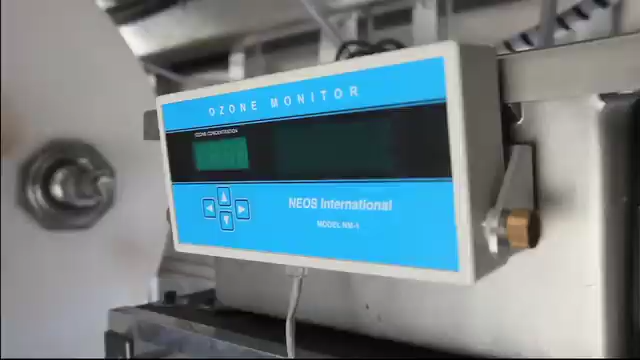 OZONE MONITOR
OZONE CONCENTRATION
NEOS International
MODEL NM-1